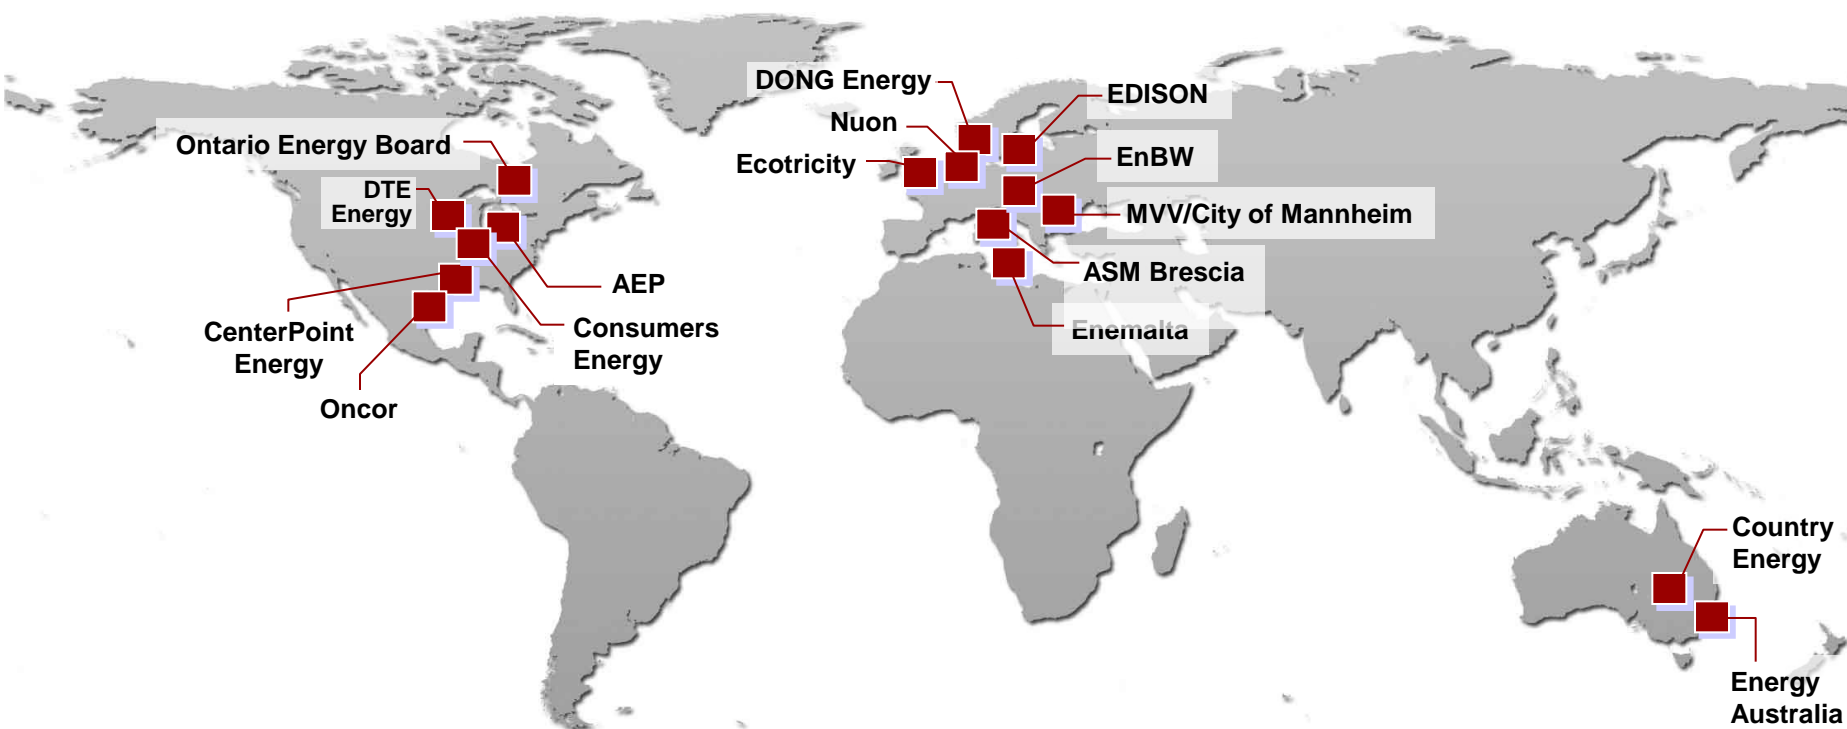 DONG Energy
EDISON
Nuon
Ontario Energy Board
EnBW
Ecotricity
DTE
Energy
MVV/City of Mannheim
ASM Brescia
AEP
CenterPoint
Energy
Consumers
Energy
Enemalta
Oncor
Country
Energy
Energy
Australia